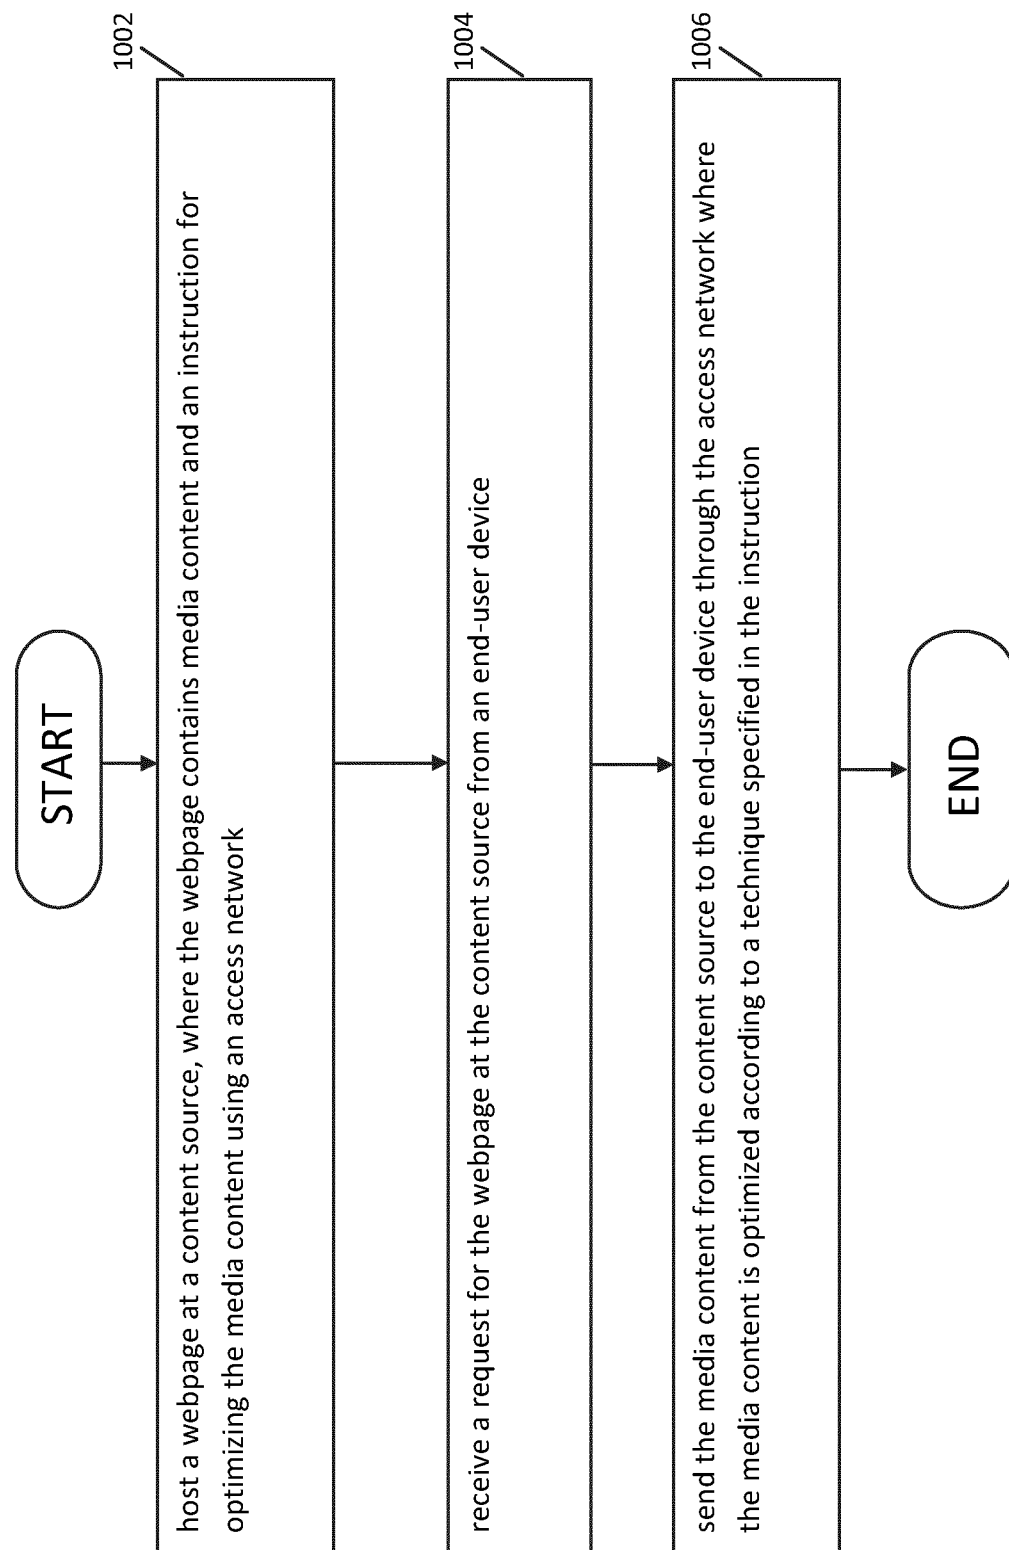 START
1002
host a webpage at a content source, where the webpage contains media content and an instruction for
optimizing the media content using an access network
1004
receive a request for the webpage at the content source from an end-user device
1006
send the media content from the content source to the end-user device through the access network where
the media content is optimized according to a technique specified in the instruction
END